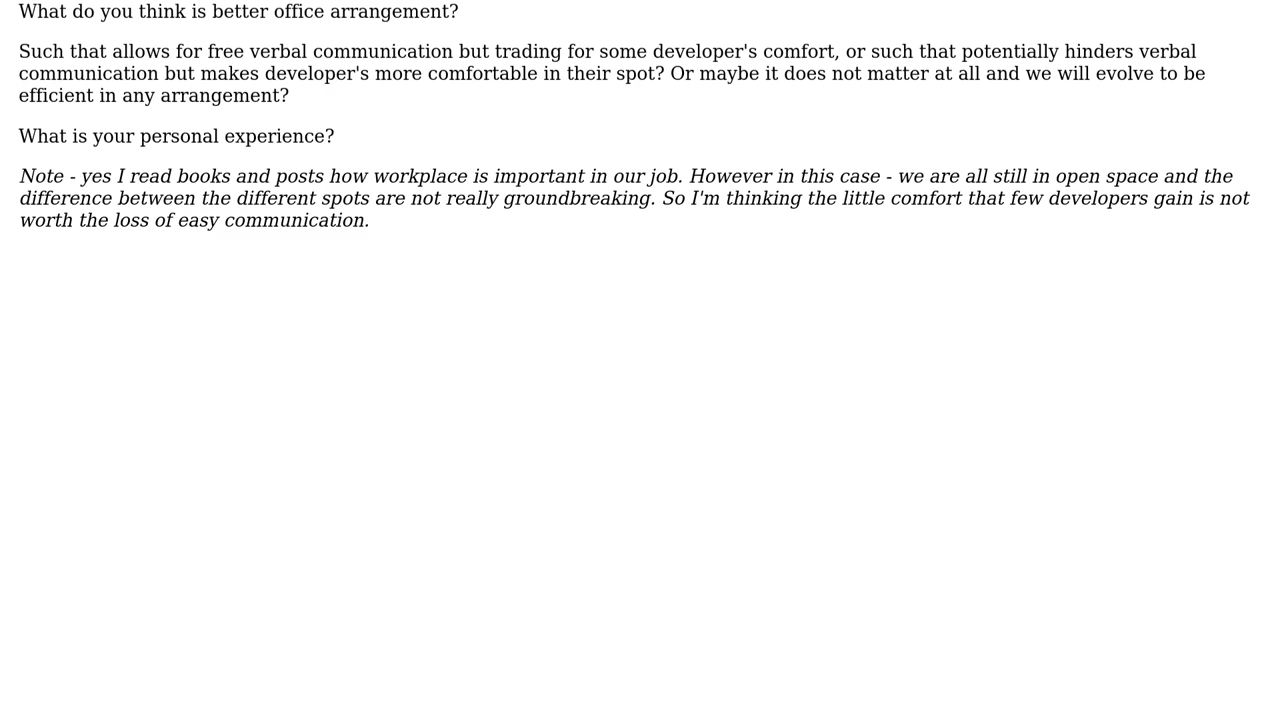 What do you think is better office arrangement?
Such that allows for free verbal communication but trading for some developer's comfort, or such that potentially hinders verbal
communication but makes developer's more comfortable in their spot? Or maybe it does not matter at all and we will evolve to be
efficient in any arrangement?
What is your personal experience?
Note - yes I read books and posts how workplace is important in our job. However in this case - we are all still in open space and the
difference between the different spots are not really groundbreaking. So I'm thinking the little comfort that few developers gain is not
worth the loss of easy communication.